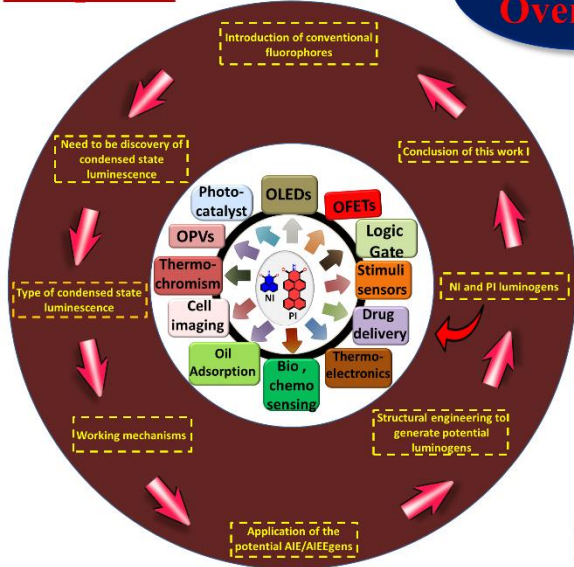 Over
Introduction of conventional
fluorophores
Need to be discovery of
condensed state
luminescence
Type of condensed state
luminescence
Working mechanisms
Application of the
potential AIE/AIEEgens
Structural engineering to
generate potential
luminogens
NI and PI luminogens
Conclusion of this work
OLEDs
OFETs
Logic
Gate
Stimuli
sensors
Drug
delivery
Thermo-
electronics
Bio ,
chemo
sensing
Oil
Adsorption
Cell
imaging
Thermo-
chromism
OPVs
Photo-
catalyst
NI
PI